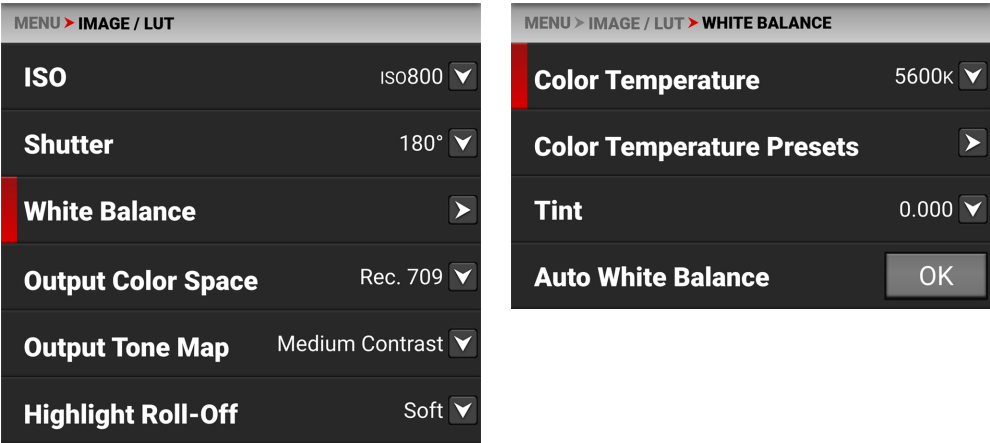 MENU > IMAGE / LUT
ISO ISO800
Shutter 180°
White Balance
Output Color Space Rec. 709
Output Tone Map Medium Contrast
Highlight Roll-Off Soft
MENU > IMAGE / LUT > WHITE BALANCE
Color Temperature 5600K
Color Temperature Presets
Tint 0.000
Auto White Balance OK